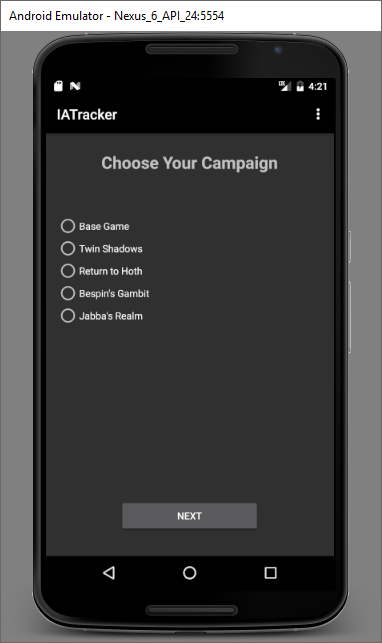 Android Emulator - Nexus_6_API_24:5554
LTE 4:21
IATracker
Choose Your Campaign
Base Game
Twin Shadows
Return to Hoth
Bespin's Gambit
Jabba's Realm
NEXT